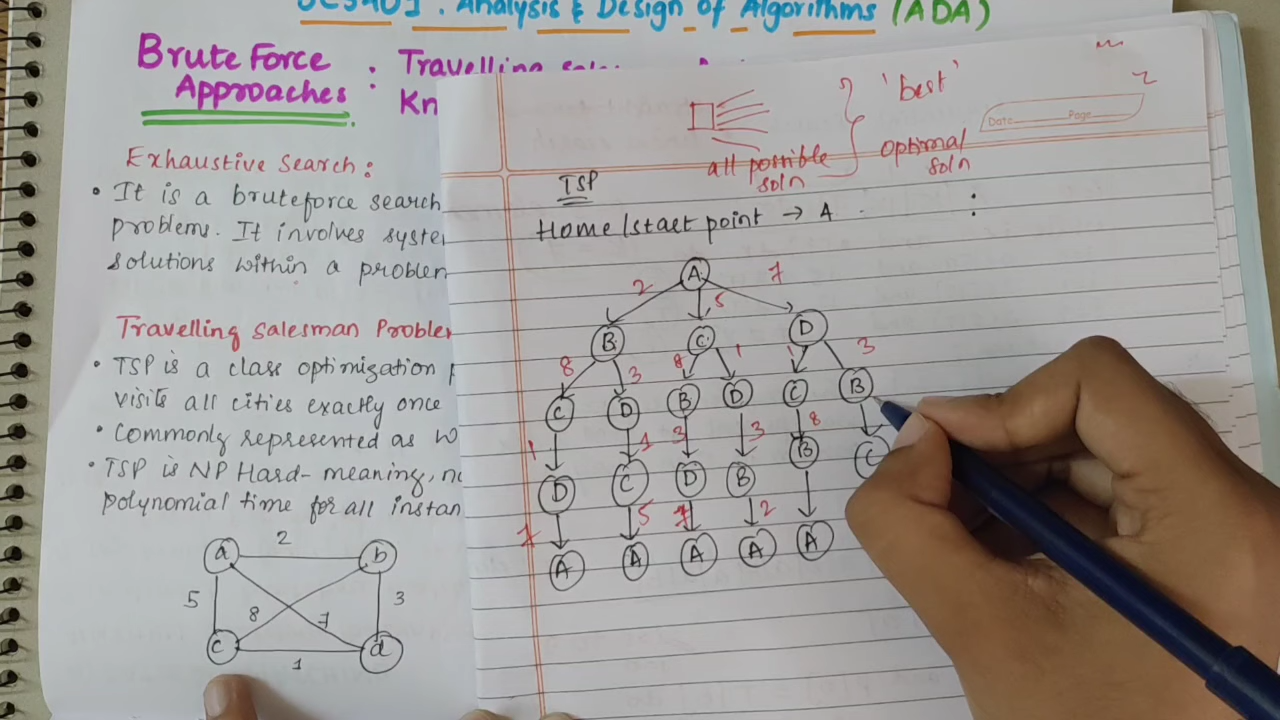 : Analysis & Design of Algorithms (ADA)
Brute Force
Approaches :
Travelling
Kn
Exhaustive Search :
• It is a bruteforce search
problems. It involves syster
solutions within a problem
Travelling Salesman Problem
• TSP is a class optimization p
visits all cities exactly once
• Commonly represented as W
• TSP is NP Hard- meaning, no
polynomial time for all instan
a 2 b
5 8 7 3
c 1 d
'best'
Date Page
all possible
soln
optimal
soln
TSP
Home/start point → A :
A
2 5 7
B C D
8 3 8 1 1 3
C D B D C B
1 1 3 3 8
D C D B B C
7 5 7 2
A A A A A